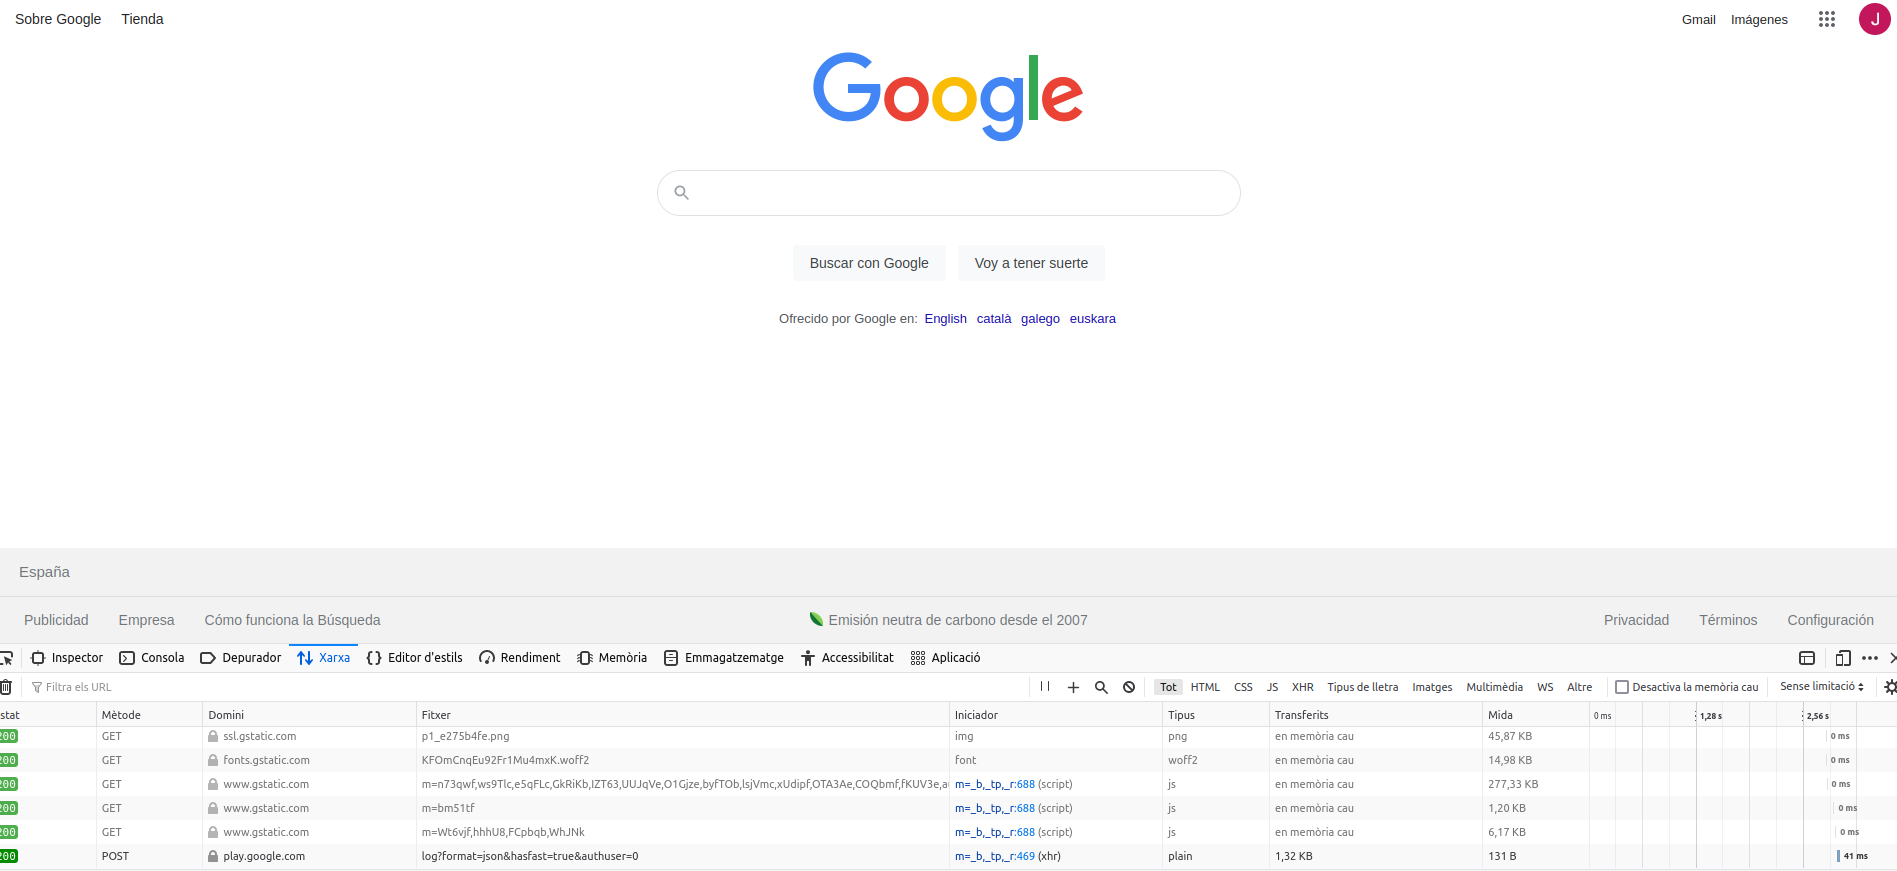 Sobre Google Tienda Gmail Imágenes J
Google
Buscar con Google Voy a tener suerte
Ofrecido por Google en: English català galego euskara
España
Publicidad Empresa Cómo funciona la Búsqueda Emisión neutra de carbono desde el 2007 Privacidad Términos Configuración
Inspector Consola Depurador Xarxa Editor d'estils Rendiment Memòria Emmagatzematge Accessibilitat Aplicació
Filtra els URL Tot HTML CSS JS XHR Tipus de lletra Imatges Multimèdia WS Altre Desactiva la memòria cau Sense limitació
stat Mètode Domini Fitxer Iniciador Tipus Transferits Mida 0 ms 1,28 s 2,56 s
200 GET ssl.gstatic.com p1_e275b4fe.png img png en memòria cau 45,87 KB 0 ms
200 GET fonts.gstatic.com KFOmCnqEu92Fr1Mu4mxK.woff2 font woff2 en memòria cau 14,98 KB 0 ms
200 GET www.gstatic.com m=n73qwf,ws9Tlc,e5qFLc,GkRiKb,IZT63,UUJqVe,O1Gjze,byfTOb,lsjVmc,xUdipf,OTA3Ae,COQbmf,fKUV3e,a m=_b,_tp,_r:688 (script) js en memòria cau 277,33 KB 0 ms
200 GET www.gstatic.com m=bm51tf m=_b,_tp,_r:688 (script) js en memòria cau 1,20 KB 0 ms
200 GET www.gstatic.com m=Wt6vjf,hhhU8,FCpbqb,WhJNk m=_b,_tp,_r:688 (script) js en memòria cau 6,17 KB 0 ms
200 POST play.google.com log?format=json&hasfast=true&authuser=0 m=_b,_tp,_r:469 (xhr) plain 1,32 KB 131 B 41 ms